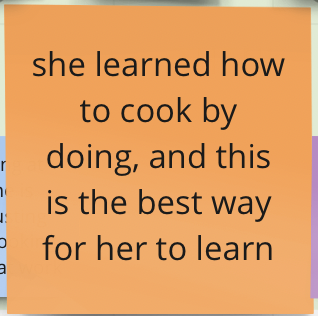 she learned how
to cook by
doing, and this
is the best way
for her to learn